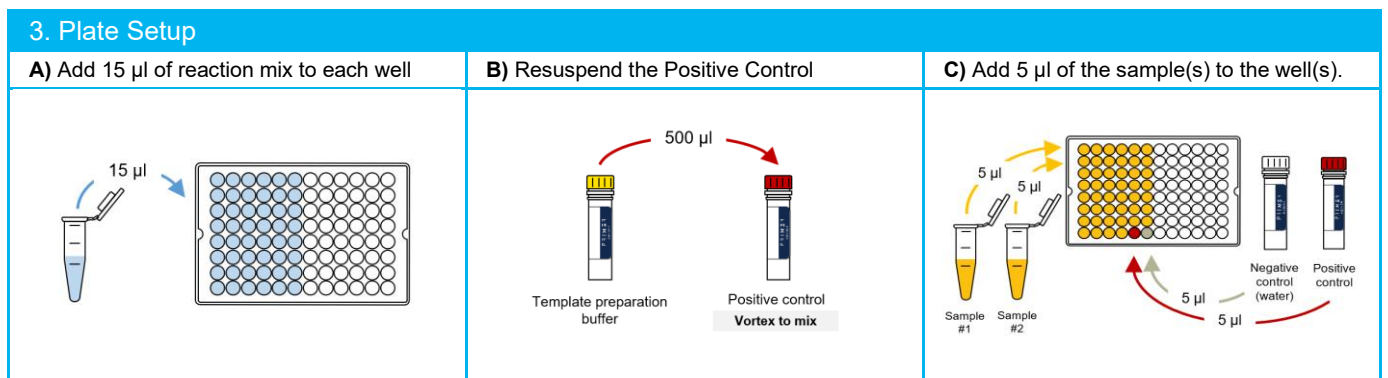 3. Plate Setup
A) Add 15 µl of reaction mix to each well
B) Resuspend the Positive Control
C) Add 5 µl of the sample(s) to the well(s).
15 µl
500 µl
Template preparation
buffer
Positive control
Vortex to mix
5 µl
5 µl
Sample
#1
Sample
#2
Negative
control
(water)
Positive
control
5 µl
5 µl